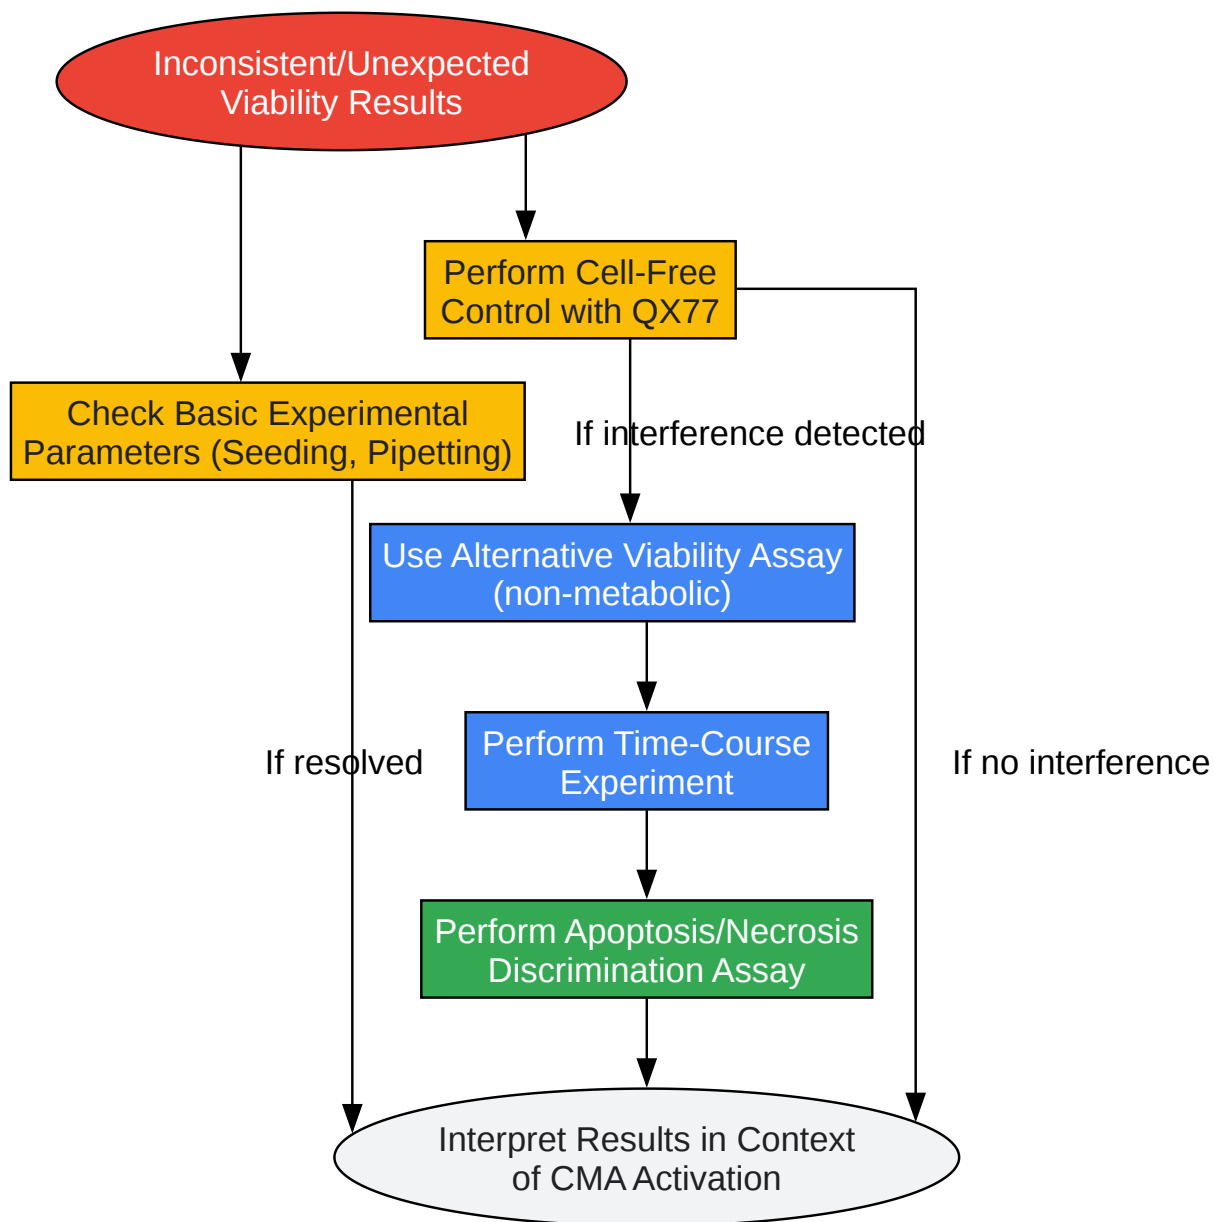 Inconsistent/Unexpected
Viability Results
Perform Cell-Free
Control with QX77
Check Basic Experimental
Parameters (Seeding, Pipetting)
If interference detected
Use Alternative Viability Assay
(non-metabolic)
Perform Time-Course
Experiment
If resolved
If no interference
Perform Apoptosis/Necrosis
Discrimination Assay
Interpret Results in Context
of CMA Activation